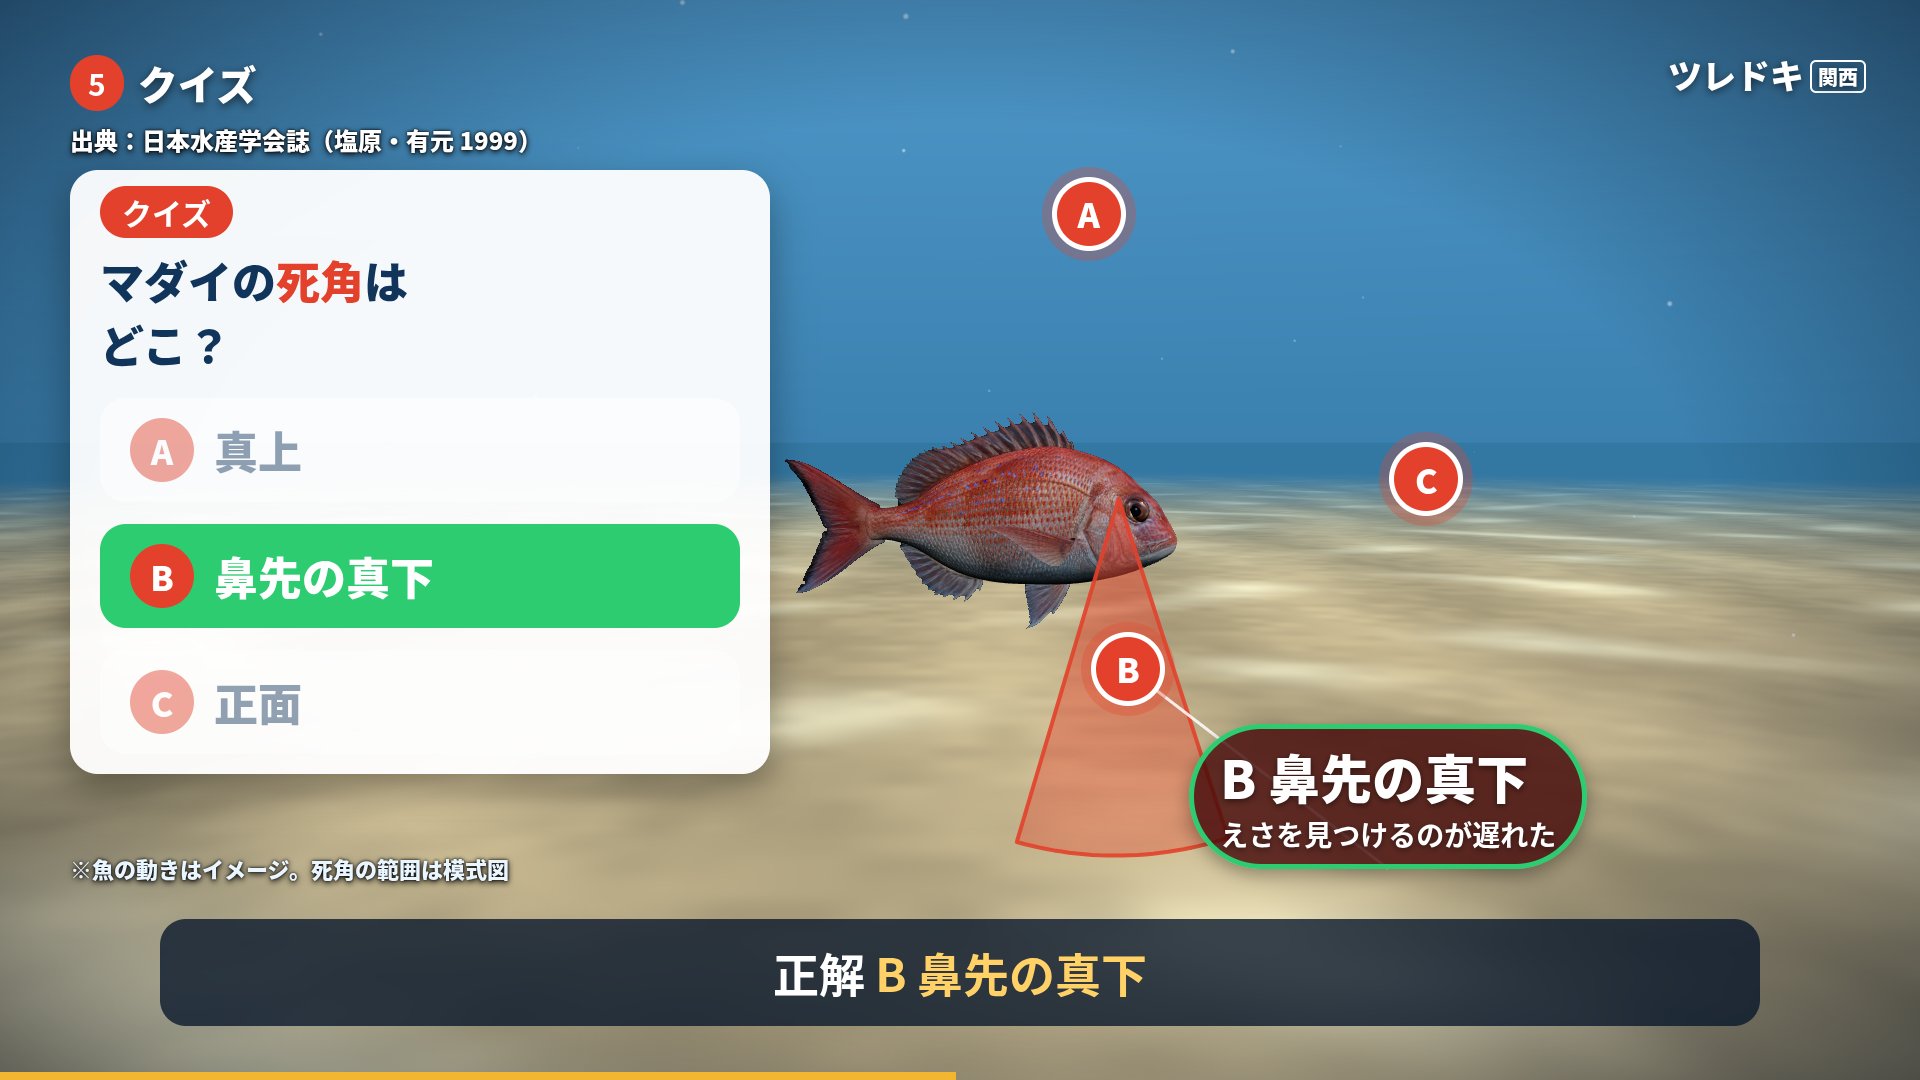 5 クイズ
ツレドキ 関西
出典：日本水産学会誌（塩原・有元 1999）
クイズ
マダイの死角は
どこ？
A 真上
B 鼻先の真下
C 正面
A
C
B
B 鼻先の真下
えさを見つけるのが遅れた
※魚の動きはイメージ。死角の範囲は模式図
正解 B 鼻先の真下